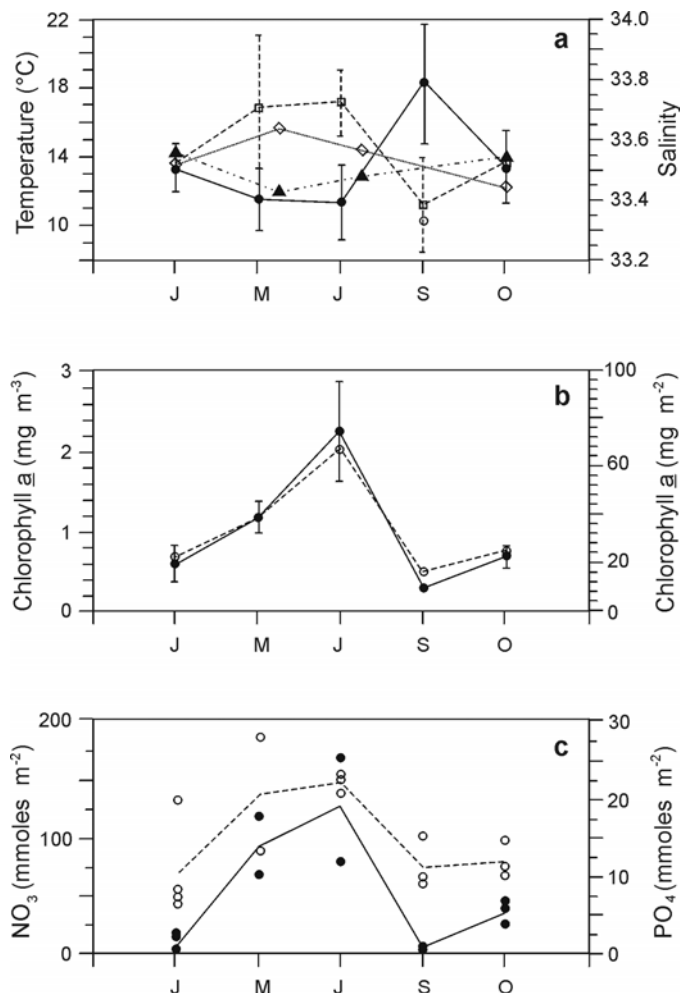 a
22
18
14
10
Temperature (°C)
34.0
33.8
33.6
33.4
33.2
Salinity
J M J S O
b
3
2
1
0
Chlorophyll a (mg m-3)
100
60
20
0
Chlorophyll a (mg m-2)
J M J S O
c
200
100
0
NO3 (mmoles m-2)
30
20
10
0
PO4 (mmoles m-2)
J M J S O